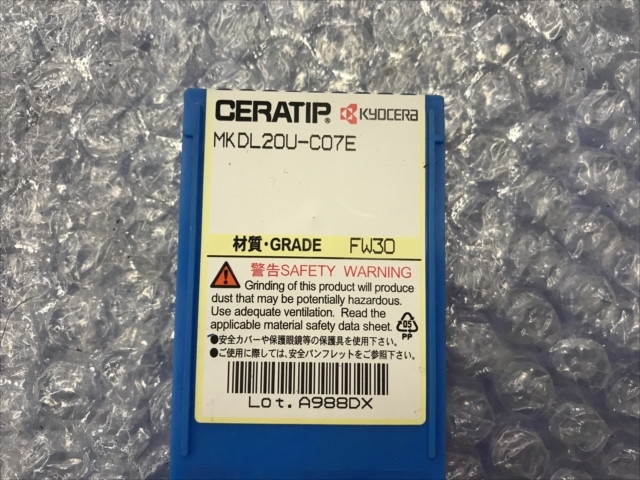 CERATIP® KYOCERA
MKDL20U-C07E
材質・GRADE FW30
警告SAFETY WARNING
Grinding of this product will produce
dust that may be potentially hazardous.
Use adequate ventilation. Read the
applicable material safety data sheet.
05
PP
●安全カバーや保護眼鏡等の保護具を使用下さい。
●ご使用に際しては、安全パンフレットをご参照下さい。
Lot.A988DX